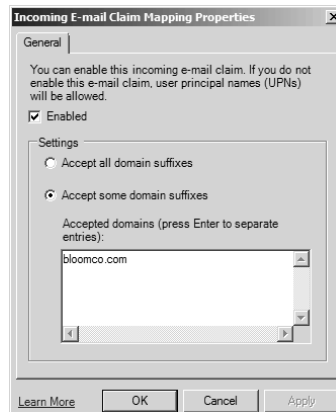 Incoming E-mail Claim Mapping Properties
General
You can enable this incoming e-mail claim. If you do not
enable this e-mail claim, user principal names (UPNs)
will be allowed.
Enabled
Settings
Accept all domain suffixes
Accept some domain suffixes
Accepted domains (press Enter to separate
entries):
bloomco.com
Learn More OK Cancel Apply